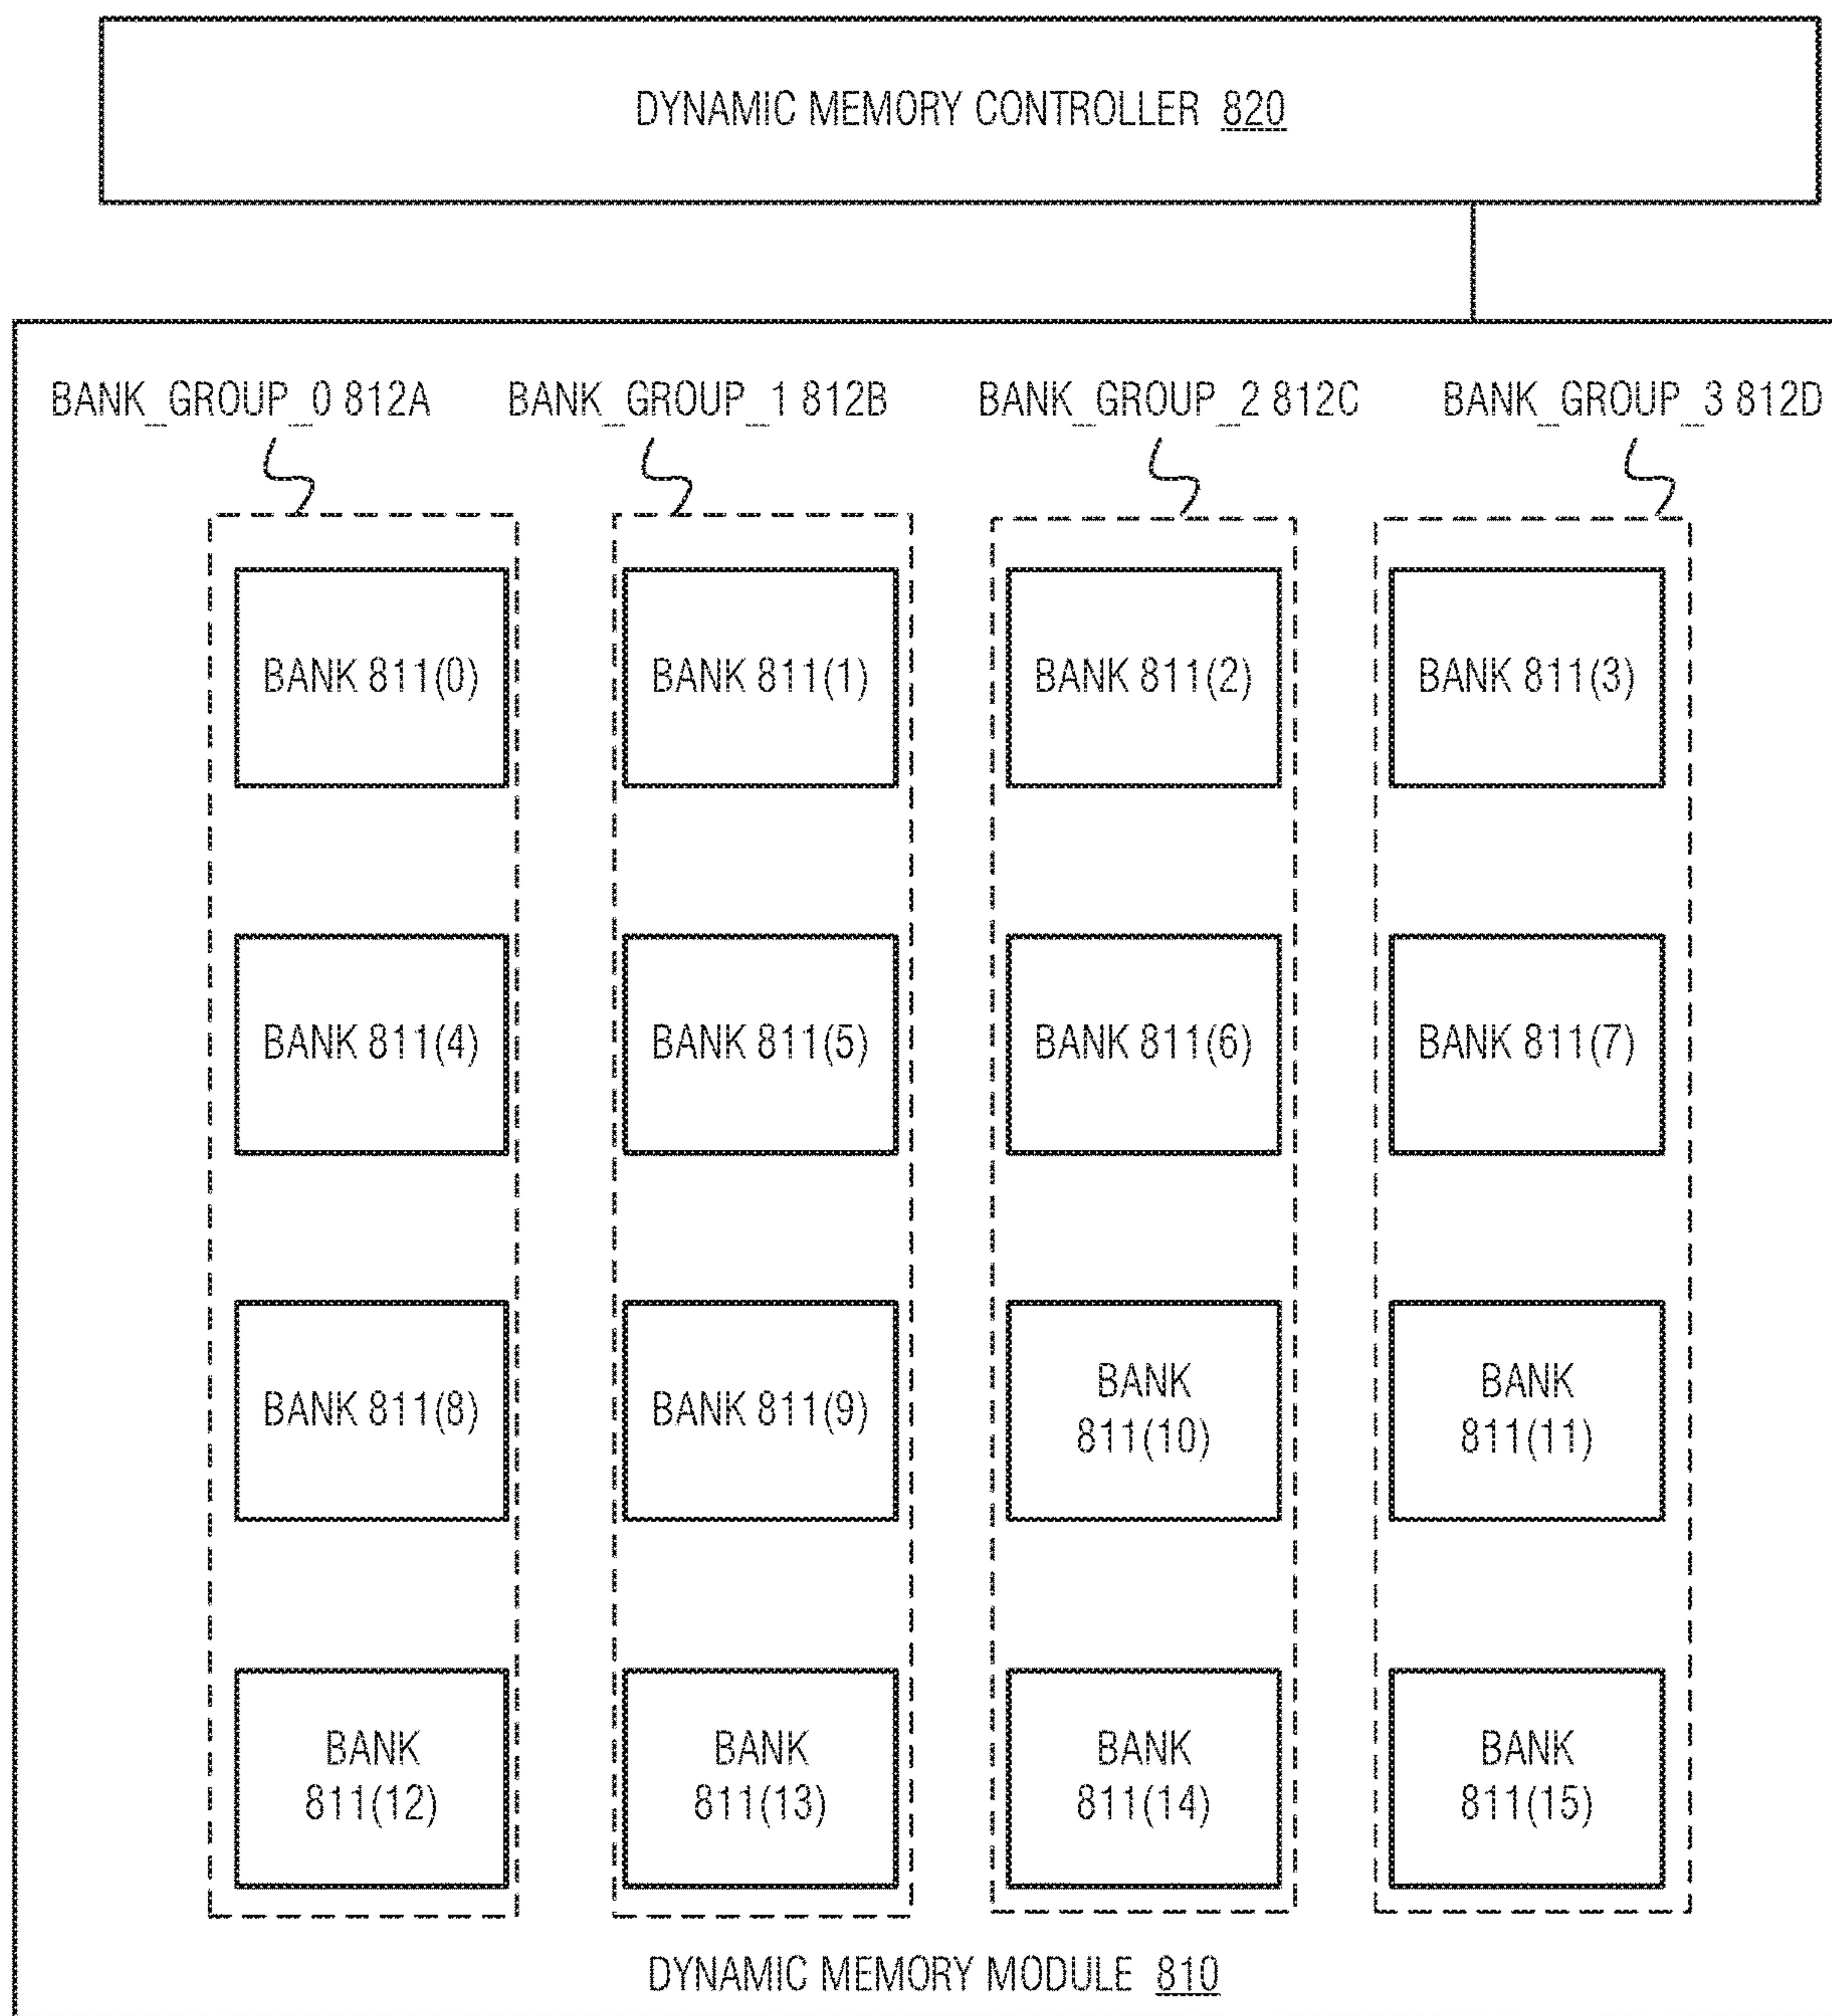 DYNAMIC MEMORY CONTROLLER 820
BANK_GROUP_0 812A
BANK_GROUP_1 812B
BANK_GROUP_2 812C
BANK_GROUP_3 812D
BANK 811(0)
BANK 811(1)
BANK 811(2)
BANK 811(3)
BANK 811(4)
BANK 811(5)
BANK 811(6)
BANK 811(7)
BANK 811(8)
BANK 811(9)
BANK
811(10)
BANK
811(11)
BANK
811(12)
BANK
811(13)
BANK
811(14)
BANK
811(15)
DYNAMIC MEMORY MODULE 810